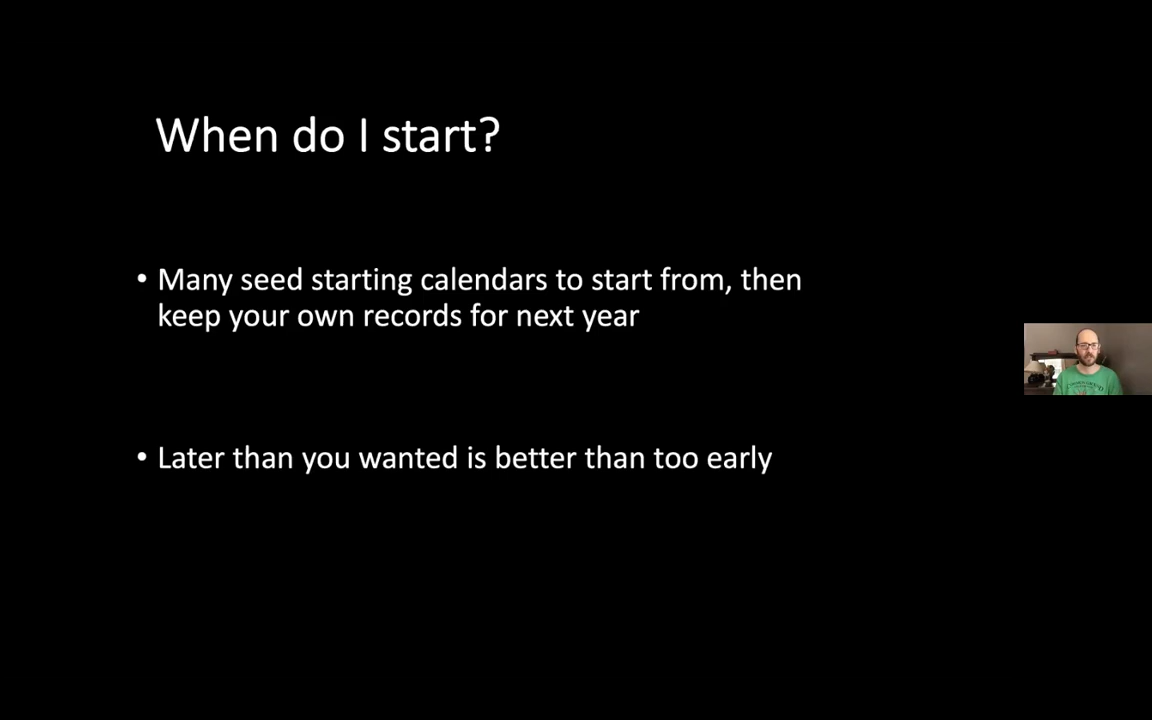 When do I start?
• Many seed starting calendars to start from, then
keep your own records for next year
• Later than you wanted is better than too early